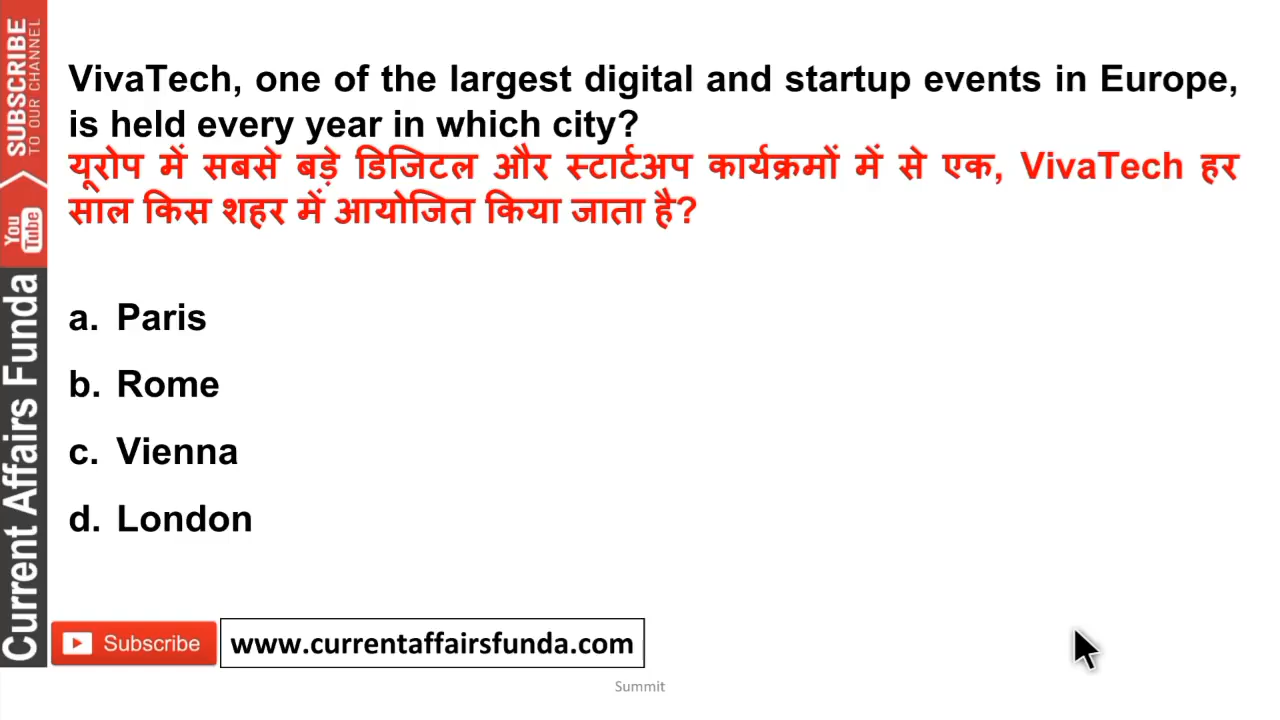 VivaTech, one of the largest digital and startup events in Europe,
is held every year in which city?
यूरोप में सबसे बड़े डिजिटल और स्टार्टअप कार्यक्रमों में से एक, VivaTech हर
साल किस शहर में आयोजित किया जाता है?
a. Paris
b. Rome
c. Vienna
d. London
SUBSCRIBE
TO OUR CHANNEL
You
Tube
Current Affairs Funda
Subscribe
www.currentaffairsfunda.com
Summit